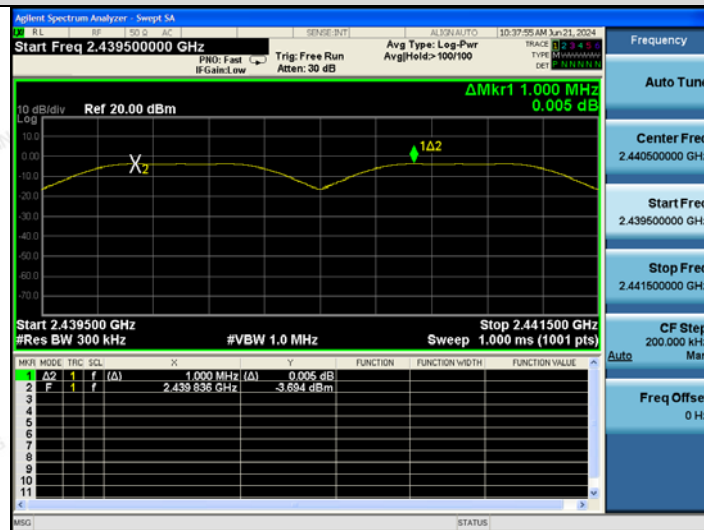 Agilent Spectrum Analyzer - Swept SA
RL RF 50 Ω AC SENSE:INT ALIGN AUTO 10:37:55 AM Jun 21, 2024
Start Freq 2.439500000 GHz
PNO: Fast
IFGain:Low
Trig: Free Run
Atten: 30 dB
Avg Type: Log-Pwr
Avg|Hold:>100/100
TRACE 1 2 3 4 5 6
TYPE M
DET P N N N N N
ΔMkr1 1.000 MHz
0.005 dB
10 dB/div Ref 20.00 dBm
Log
10.0
0.00
-10.0
-20.0
-30.0
-40.0
-50.0
-60.0
-70.0
X2
1Δ2
Start 2.439500 GHz Stop 2.441500 GHz
#Res BW 300 kHz #VBW 1.0 MHz Sweep 1.000 ms (1001 pts)
MKR MODE TRC SCL X Y FUNCTION FUNCTION WIDTH FUNCTION VALUE
1 Δ2 1 f (Δ) 1.000 MHz (Δ) 0.005 dB
2 F 1 f 2.439 836 GHz -3.694 dBm
3
4
5
6
7
8
9
10
11
MSG STATUS
Frequency
Auto Tune
Center Freq
2.440500000 GHz
Start Freq
2.439500000 GHz
Stop Freq
2.441500000 GHz
CF Step
200.000 kHz
Auto Man
Freq Offset
0 Hz